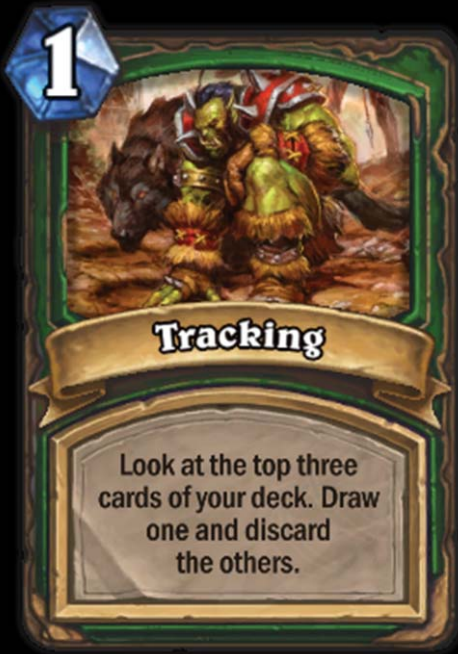 1
Tracking
Look at the top three
cards of your deck. Draw
one and discard
the others.